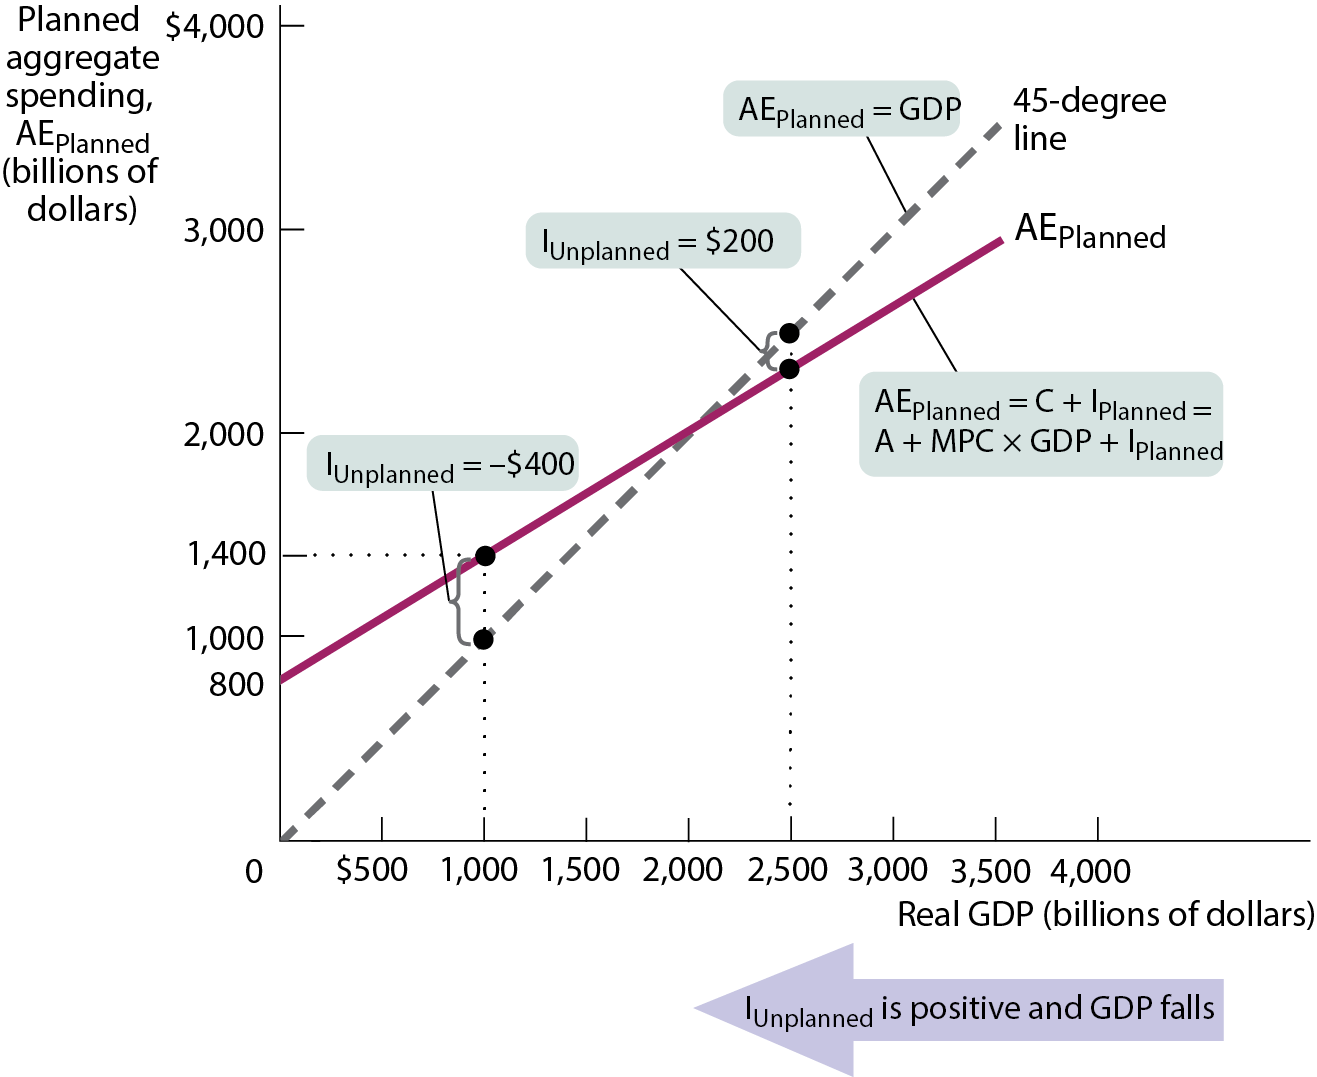 Planned
aggregate
spending,
AEPlanned
(billions of
dollars)
$4,000
3,000
2,000
1,400
1,000
800
0
AEPlanned = GDP
45-degree
line
IUnplanned = $200
AEPlanned
AEPlanned = C + IPlanned =
A + MPC × GDP + IPlanned
IUnplanned = –$400
$500
1,000
1,500
2,000
2,500
3,000
3,500
4,000
Real GDP (billions of dollars)
IUnplanned is positive and GDP falls